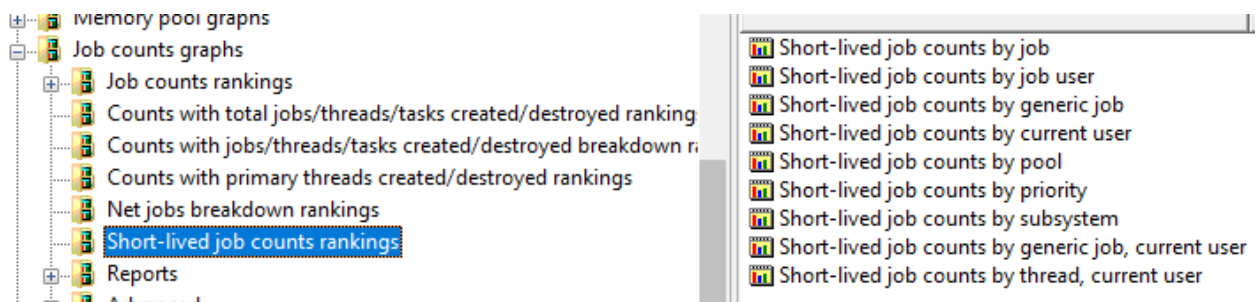 Memory pool graphs
Job counts graphs
Job counts rankings
Counts with total jobs/threads/tasks created/destroyed ranking
Counts with jobs/threads/tasks created/destroyed breakdown r
Counts with primary threads created/destroyed rankings
Net jobs breakdown rankings
Short-lived job counts rankings
Reports
Advanced
Short-lived job counts by job
Short-lived job counts by job user
Short-lived job counts by generic job
Short-lived job counts by current user
Short-lived job counts by pool
Short-lived job counts by priority
Short-lived job counts by subsystem
Short-lived job counts by generic job, current user
Short-lived job counts by thread, current user